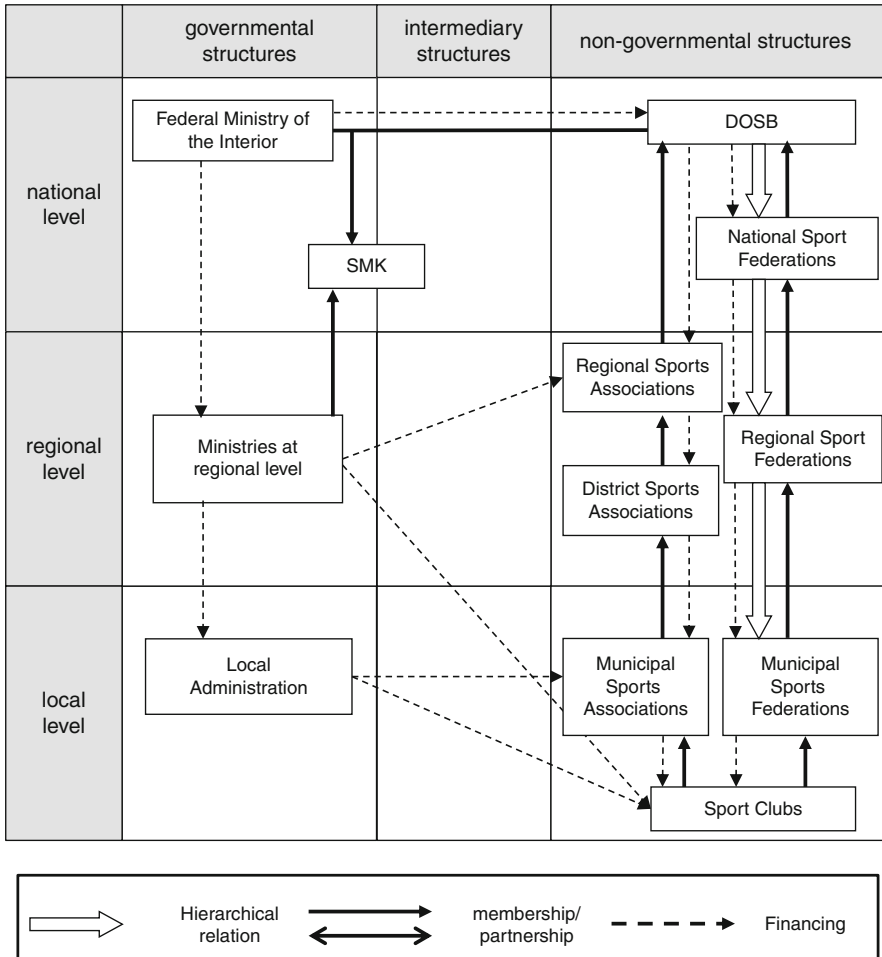 governmental
structures
intermediary
structures
non-governmental structures
national
level
Federal Ministry of
the Interior
DOSB
SMK
National Sport
Federations
regional
level
Regional Sports
Associations
Ministries at
regional level
Regional Sport
Federations
District Sports
Associations
local
level
Local
Administration
Municipal
Sports
Associations
Municipal
Sports
Federations
Sport Clubs
Hierarchical
relation
membership/
partnership
Financing